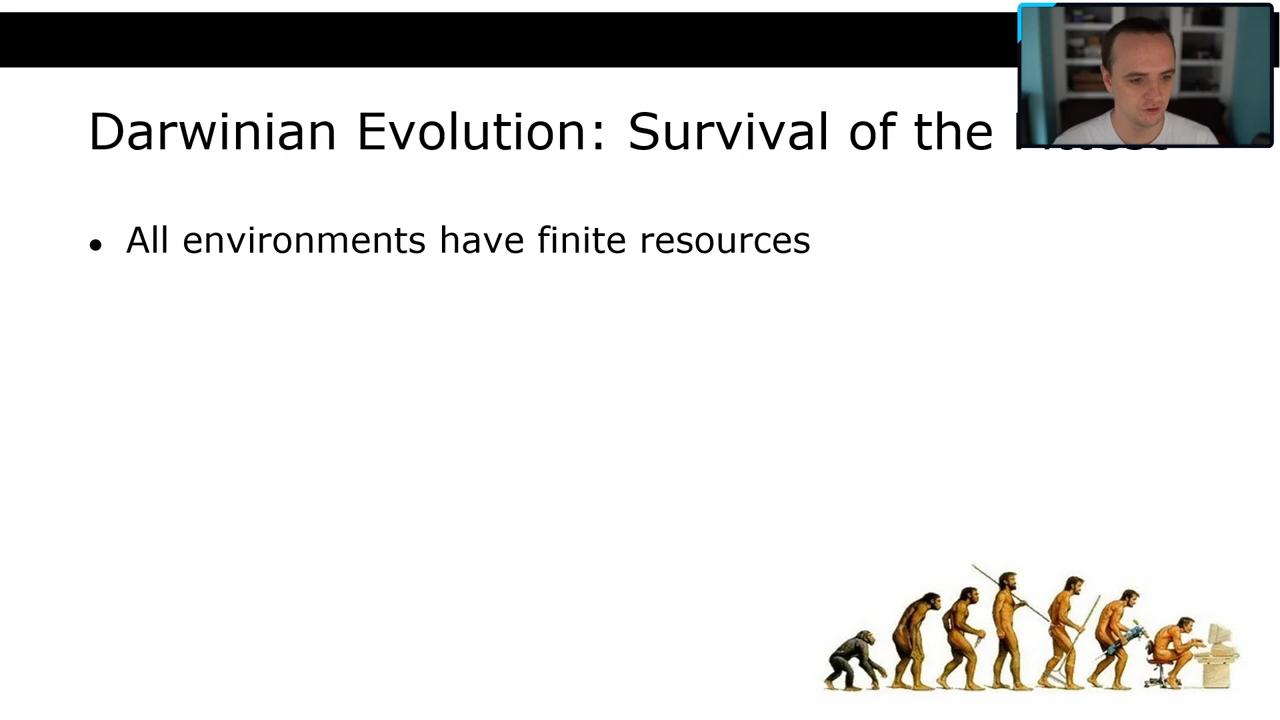 Darwinian Evolution: Survival of the
• All environments have finite resources